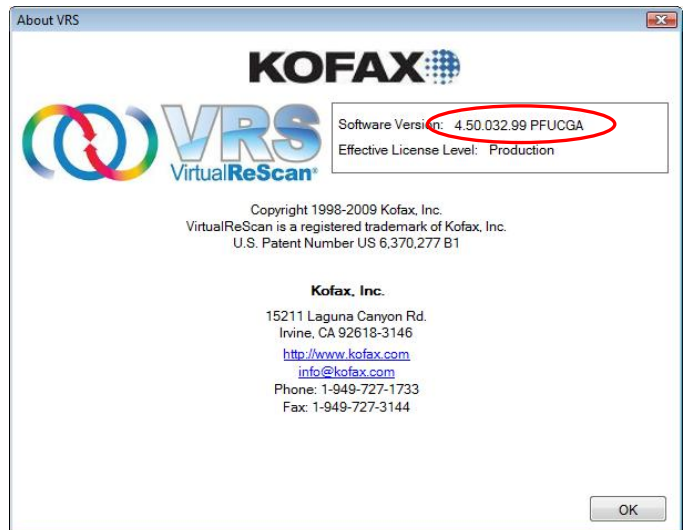 About VRS
KOFAX
VRS
VirtualReScan®
Software Version: 4.50.032.99 PFUCGA
Effective License Level: Production
Copyright 1998-2009 Kofax, Inc.
VirtualReScan is a registered trademark of Kofax, Inc.
U.S. Patent Number US 6,370,277 B1
Kofax, Inc.
15211 Laguna Canyon Rd.
Irvine, CA 92618-3146
http://www.kofax.com
info@kofax.com
Phone: 1-949-727-1733
Fax: 1-949-727-3144
OK